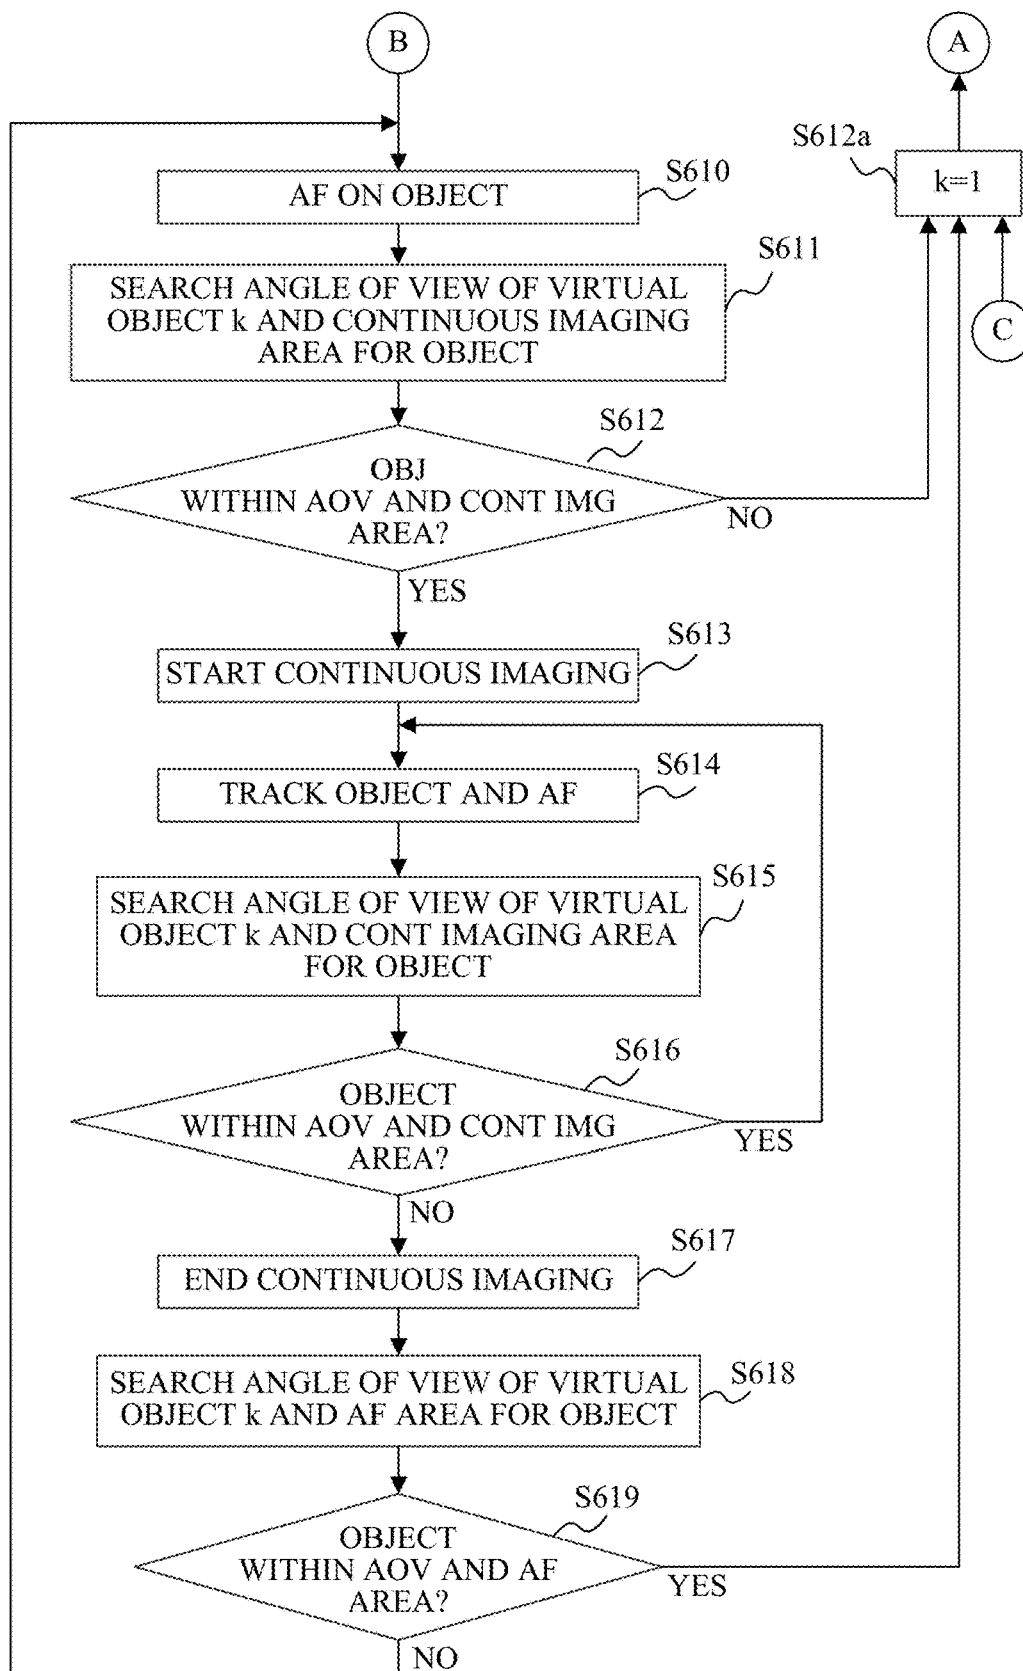 B
A
S612a
k=1
S610
AF ON OBJECT
S611
SEARCH ANGLE OF VIEW OF VIRTUAL
OBJECT k AND CONTINUOUS IMAGING
AREA FOR OBJECT
C
S612
OBJ
WITHIN AOV AND CONT IMG
AREA?
NO
YES
S613
START CONTINUOUS IMAGING
S614
TRACK OBJECT AND AF
S615
SEARCH ANGLE OF VIEW OF VIRTUAL
OBJECT k AND CONT IMAGING AREA
FOR OBJECT
S616
OBJECT
WITHIN AOV AND CONT IMG
AREA?
YES
NO
S617
END CONTINUOUS IMAGING
S618
SEARCH ANGLE OF VIEW OF VIRTUAL
OBJECT k AND AF AREA FOR OBJECT
S619
OBJECT
WITHIN AOV AND AF
AREA?
YES
NO